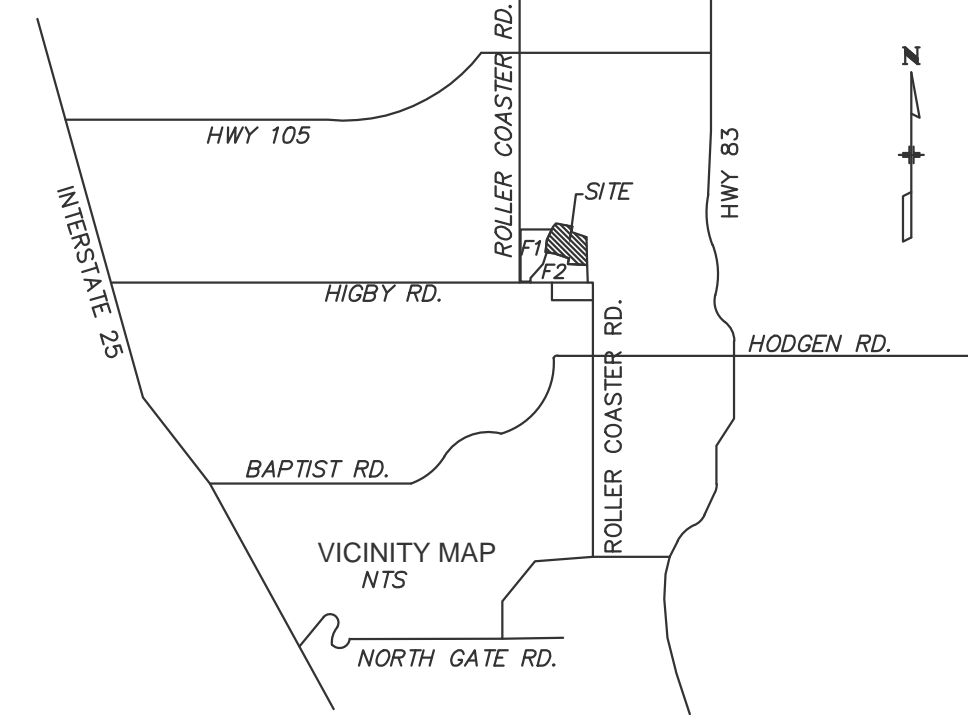 ROLLER COASTER RD.
N
HWY 105
HWY 83
INTERSTATE 25
SITE
F1
F2
HIGBY RD.
HODGEN RD.
ROLLER COASTER RD.
BAPTIST RD.
VICINITY MAP
NTS
NORTH GATE RD.